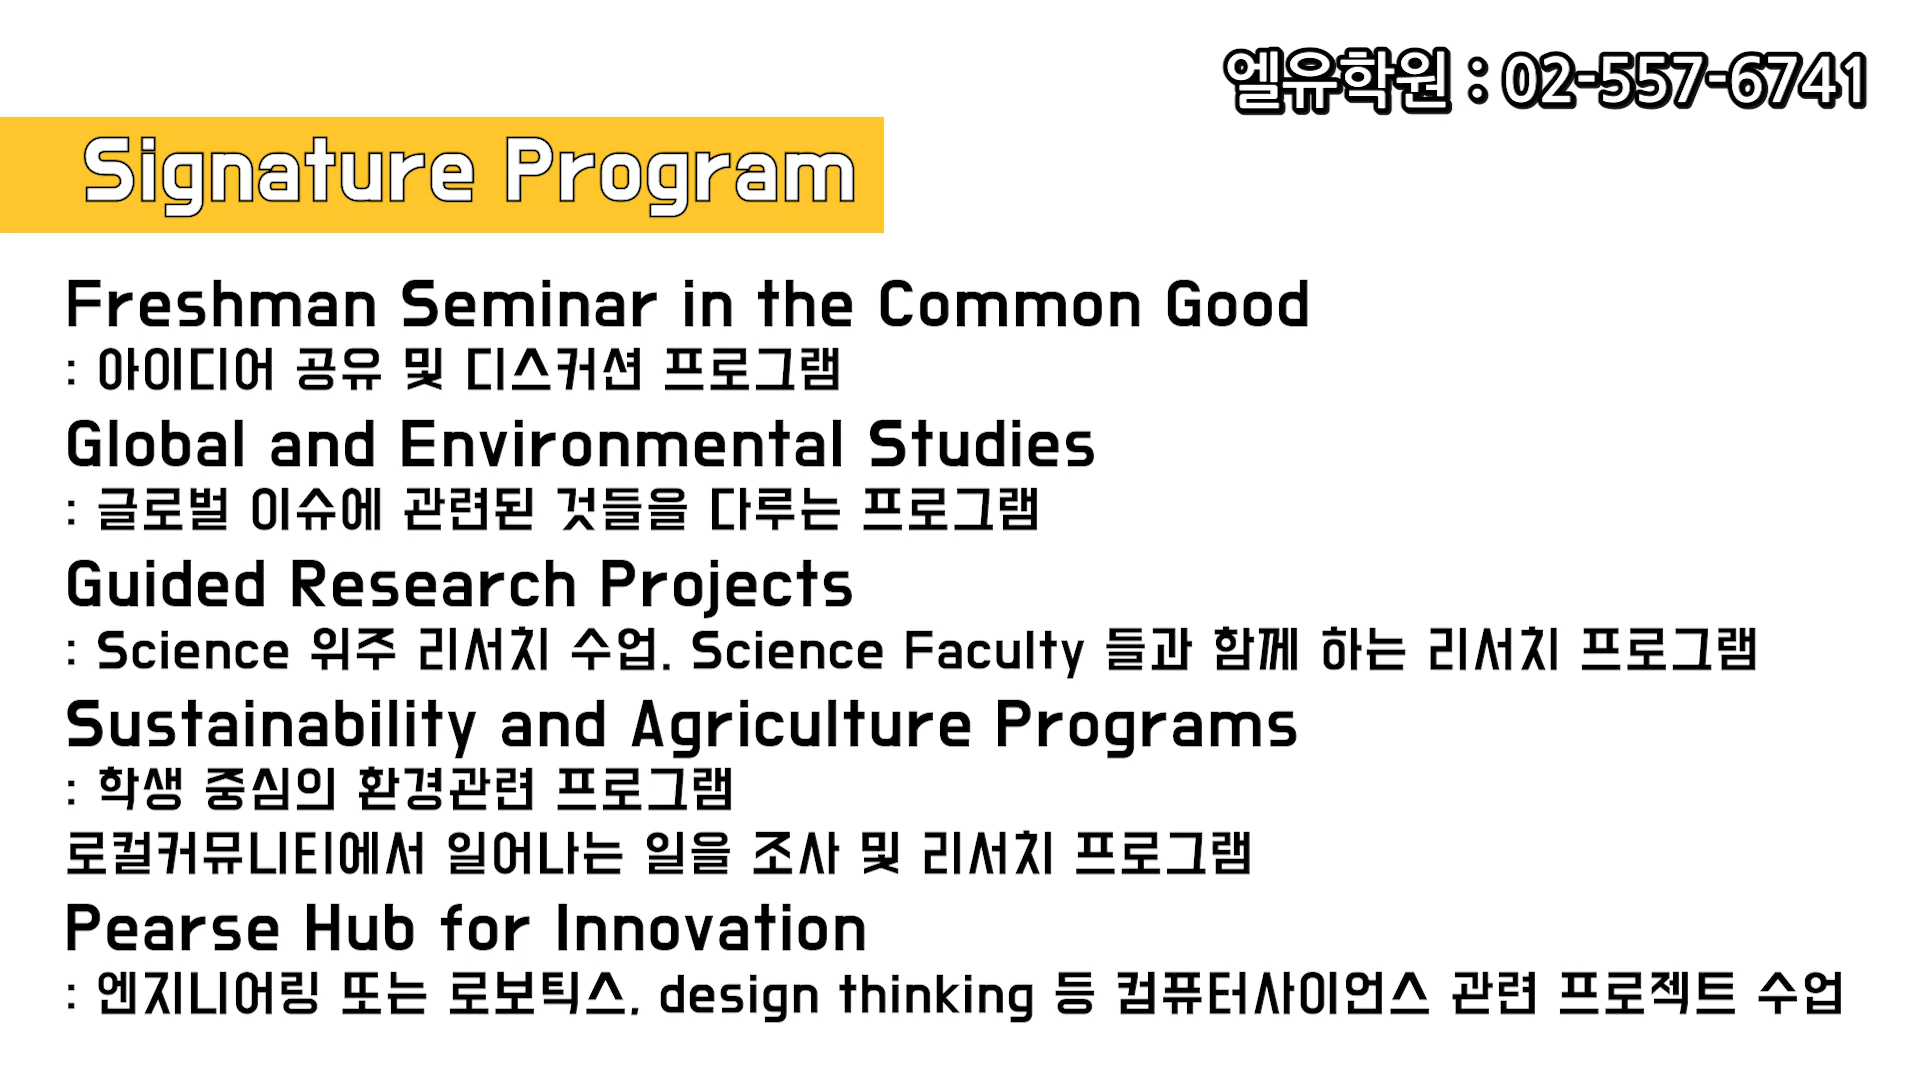 엘유학원 : 02-557-6741
Signature Program
Freshman Seminar in the Common Good
: 아이디어 공유 및 디스커션 프로그램
Global and Environmental Studies
: 글로벌 이슈에 관련된 것들을 다루는 프로그램
Guided Research Projects
: Science 위주 리서치 수업. Science Faculty 들과 함께 하는 리서치 프로그램
Sustainability and Agriculture Programs
: 학생 중심의 환경관련 프로그램
로컬커뮤니티에서 일어나는 일을 조사 및 리서치 프로그램
Pearse Hub for Innovation
: 엔지니어링 또는 로보틱스, design thinking 등 컴퓨터사이언스 관련 프로젝트 수업